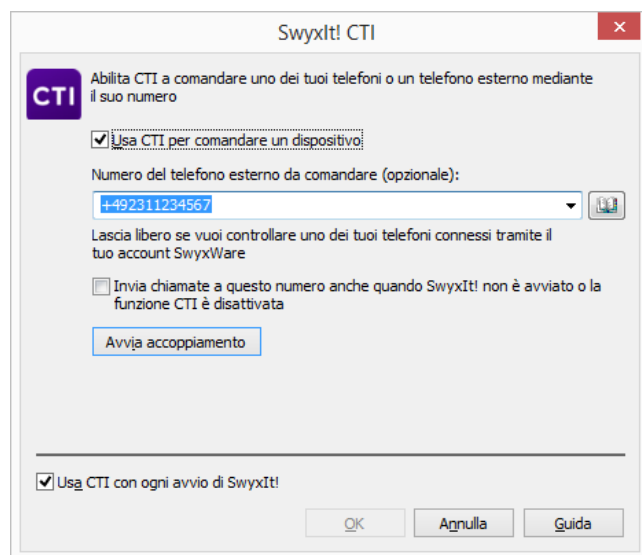 SwyxIt! CTI
CTI
Abilita CTI a comandare uno dei tuoi telefoni o un telefono esterno mediante
il suo numero
Usa CTI per comandare un dispositivo
Numero del telefono esterno da comandare (opzionale):
+492311234567
Lascia libero se vuoi controllare uno dei tuoi telefoni connessi tramite il
tuo account SwyxWare
Invia chiamate a questo numero anche quando SwyxIt! non è avviato o la
funzione CTI è disattivata
Avvia accoppiamento
Usa CTI con ogni avvio di SwyxIt!
OK
Annulla
Guida